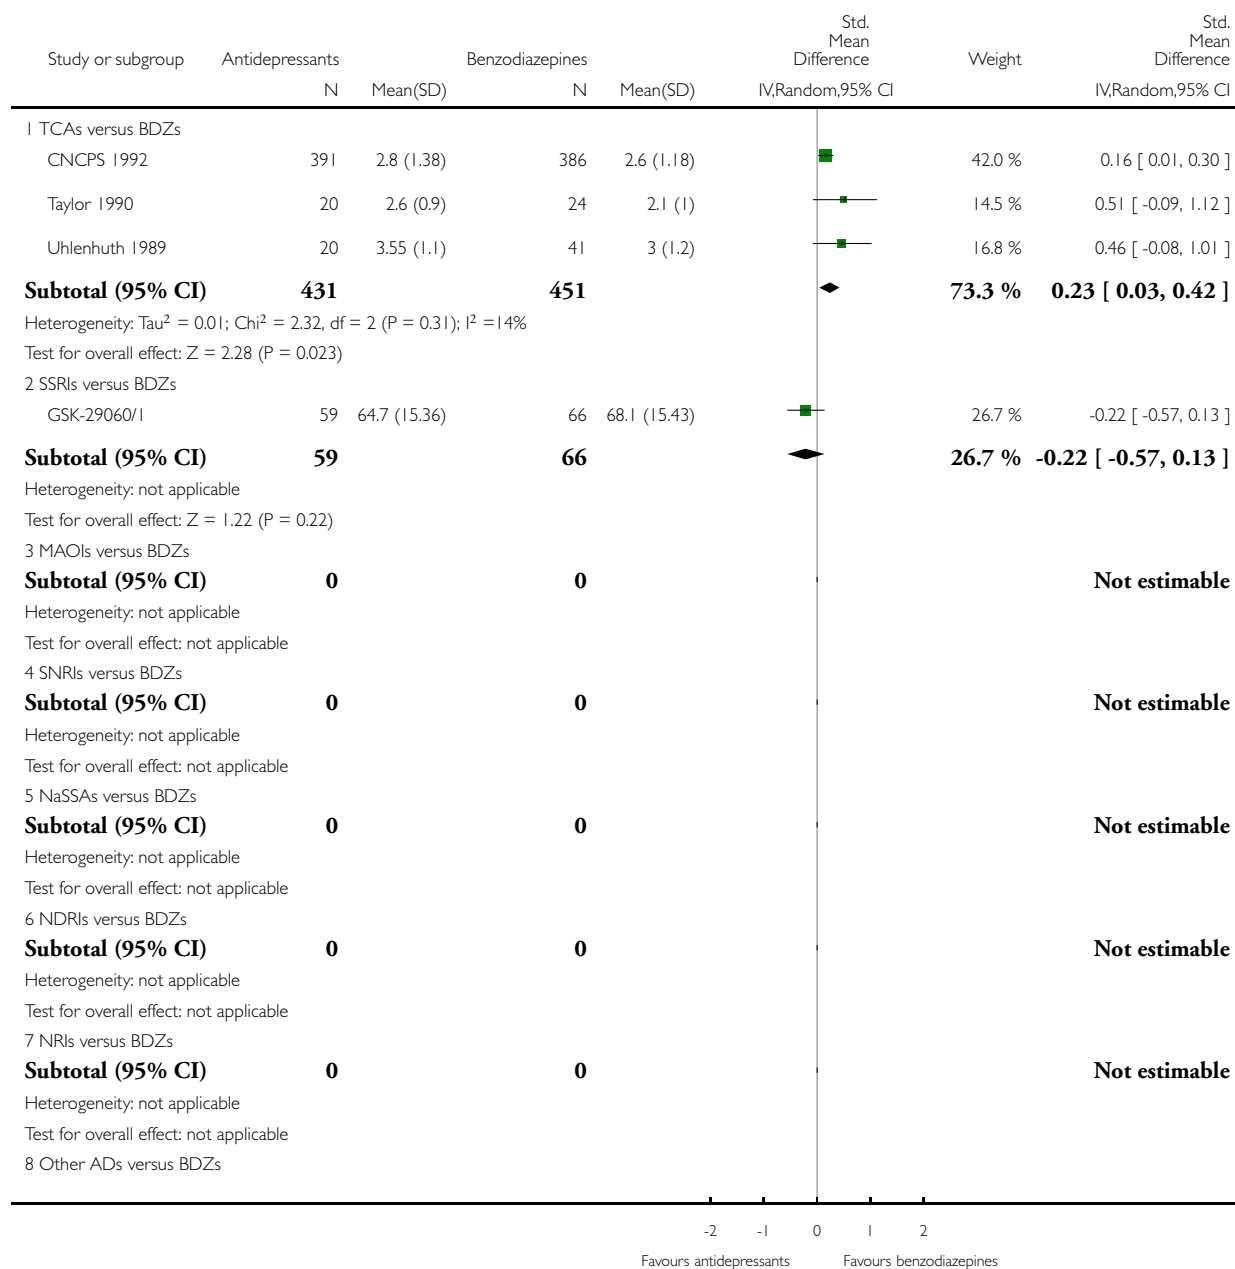 Std.
Mean
Difference
Std.
Mean
Difference
Study or subgroup Antidepressants Benzodiazepines Weight
N Mean(SD) N Mean(SD) IV,Random,95% CI IV,Random,95% CI
1 TCAs versus BDZs
CNCPS 1992 391 2.8 (1.38) 386 2.6 (1.18) 42.0 % 0.16 [ 0.01, 0.30 ]
Taylor 1990 20 2.6 (0.9) 24 2.1 (1) 14.5 % 0.51 [ -0.09, 1.12 ]
Uhlenhuth 1989 20 3.55 (1.1) 41 3 (1.2) 16.8 % 0.46 [ -0.08, 1.01 ]
Subtotal (95% CI) 431 451 73.3 % 0.23 [ 0.03, 0.42 ]
Heterogeneity: Tau² = 0.01; Chi² = 2.32, df = 2 (P = 0.31); I² =14%
Test for overall effect: Z = 2.28 (P = 0.023)
2 SSRIs versus BDZs
GSK-29060/1 59 64.7 (15.36) 66 68.1 (15.43) 26.7 % -0.22 [ -0.57, 0.13 ]
Subtotal (95% CI) 59 66 26.7 % -0.22 [ -0.57, 0.13 ]
Heterogeneity: not applicable
Test for overall effect: Z = 1.22 (P = 0.22)
3 MAOIs versus BDZs
Subtotal (95% CI) 0 0 Not estimable
Heterogeneity: not applicable
Test for overall effect: not applicable
4 SNRIs versus BDZs
Subtotal (95% CI) 0 0 Not estimable
Heterogeneity: not applicable
Test for overall effect: not applicable
5 NaSSAs versus BDZs
Subtotal (95% CI) 0 0 Not estimable
Heterogeneity: not applicable
Test for overall effect: not applicable
6 NDRIs versus BDZs
Subtotal (95% CI) 0 0 Not estimable
Heterogeneity: not applicable
Test for overall effect: not applicable
7 NRIs versus BDZs
Subtotal (95% CI) 0 0 Not estimable
Heterogeneity: not applicable
Test for overall effect: not applicable
8 Other ADs versus BDZs
-2 -1 0 1 2
Favours antidepressants Favours benzodiazepines